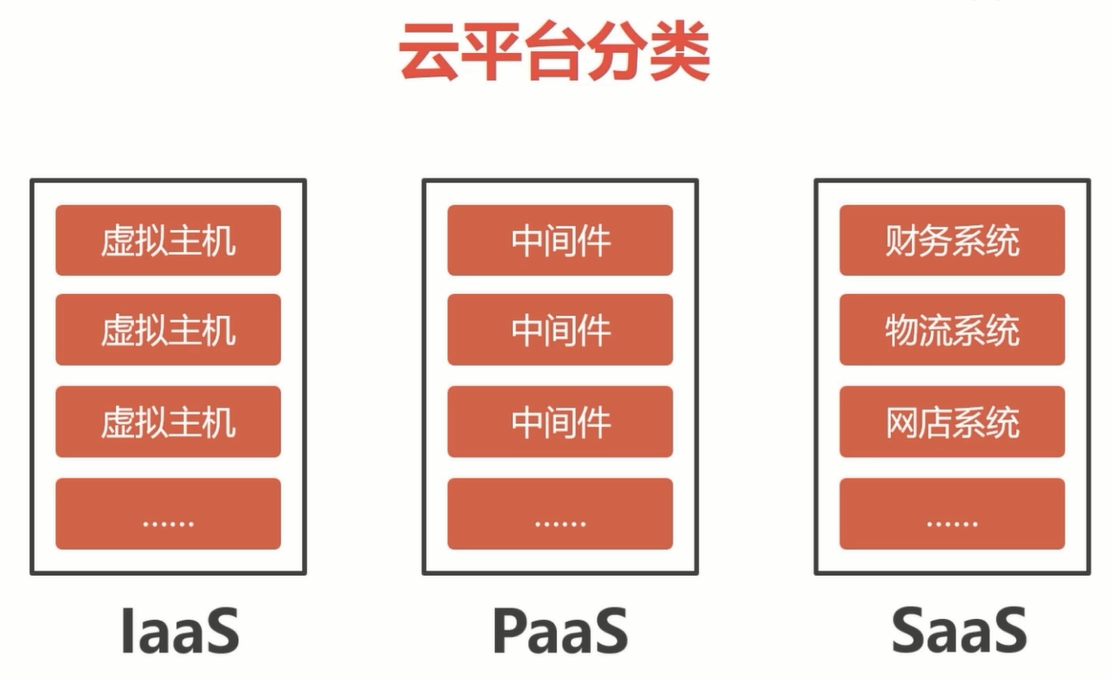 云平台分类
虚拟主机
虚拟主机
虚拟主机
......
IaaS
中间件
中间件
中间件
......
PaaS
财务系统
物流系统
网店系统
......
SaaS